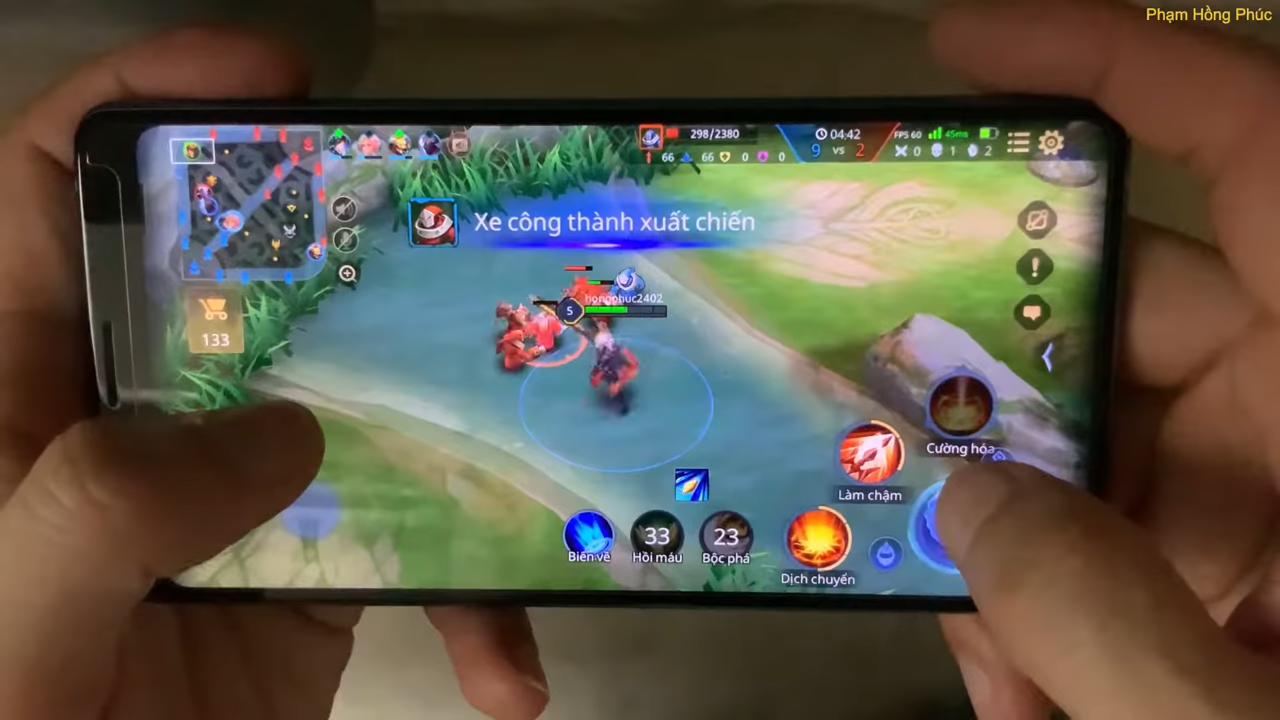 Phạm Hồng Phúc
298/2380
66 66 0 0
04:42
9 vs 2
FPS 60 45ms
0 1 2
Xe công thành xuất chiến
133
5 hongphuc2402
Cường hóa
Làm chậm
Dịch chuyển
Biến về
33
Hồi máu
23
Bộc phá